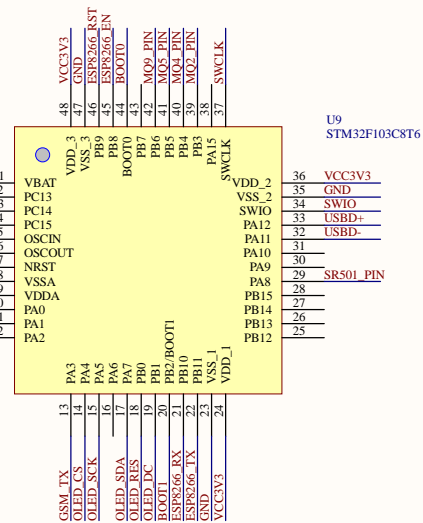 VCC3V3
GND
ESP8266_RST
ESP8266_EN
BOOT0
MQ9_PIN
MQ5_PIN
MQ4_PIN
MQ2_PIN
SWCLK
48
47
46
45
44
43
42
41
40
39
38
37
U9
STM32F103C8T6
VDD_3
VSS_3
PB9
PB8
BOOT0
PB7
PB6
PB5
PB4
PB3
PA15
SWCLK
VBAT
PC13
PC14
PC15
OSCIN
OSCOUT
NRST
VSSA
VDDA
PA0
PA1
PA2
VDD_2 36 VCC3V3
VSS_2 35 GND
SWIO 34 SWIO
PA12 33 USBD+
PA11 32 USBD-
PA10 31
PA9 30
PA8 29 SR501_PIN
PB15 28
PB14 27
PB13 26
PB12 25
PA3
PA4
PA5
PA6
PA7
PB0
PB1
PB2/BOOT1
PB10
PB11
VSS_1
VDD_1
13
14
15
16
17
18
19
20
21
22
23
24
GSM_TX
OLED_CS
OLED_SCK
OLED_SDA
OLED_RES
OLED_DC
BOOT1
ESP8266_RX
ESP8266_TX
GND
VCC3V3